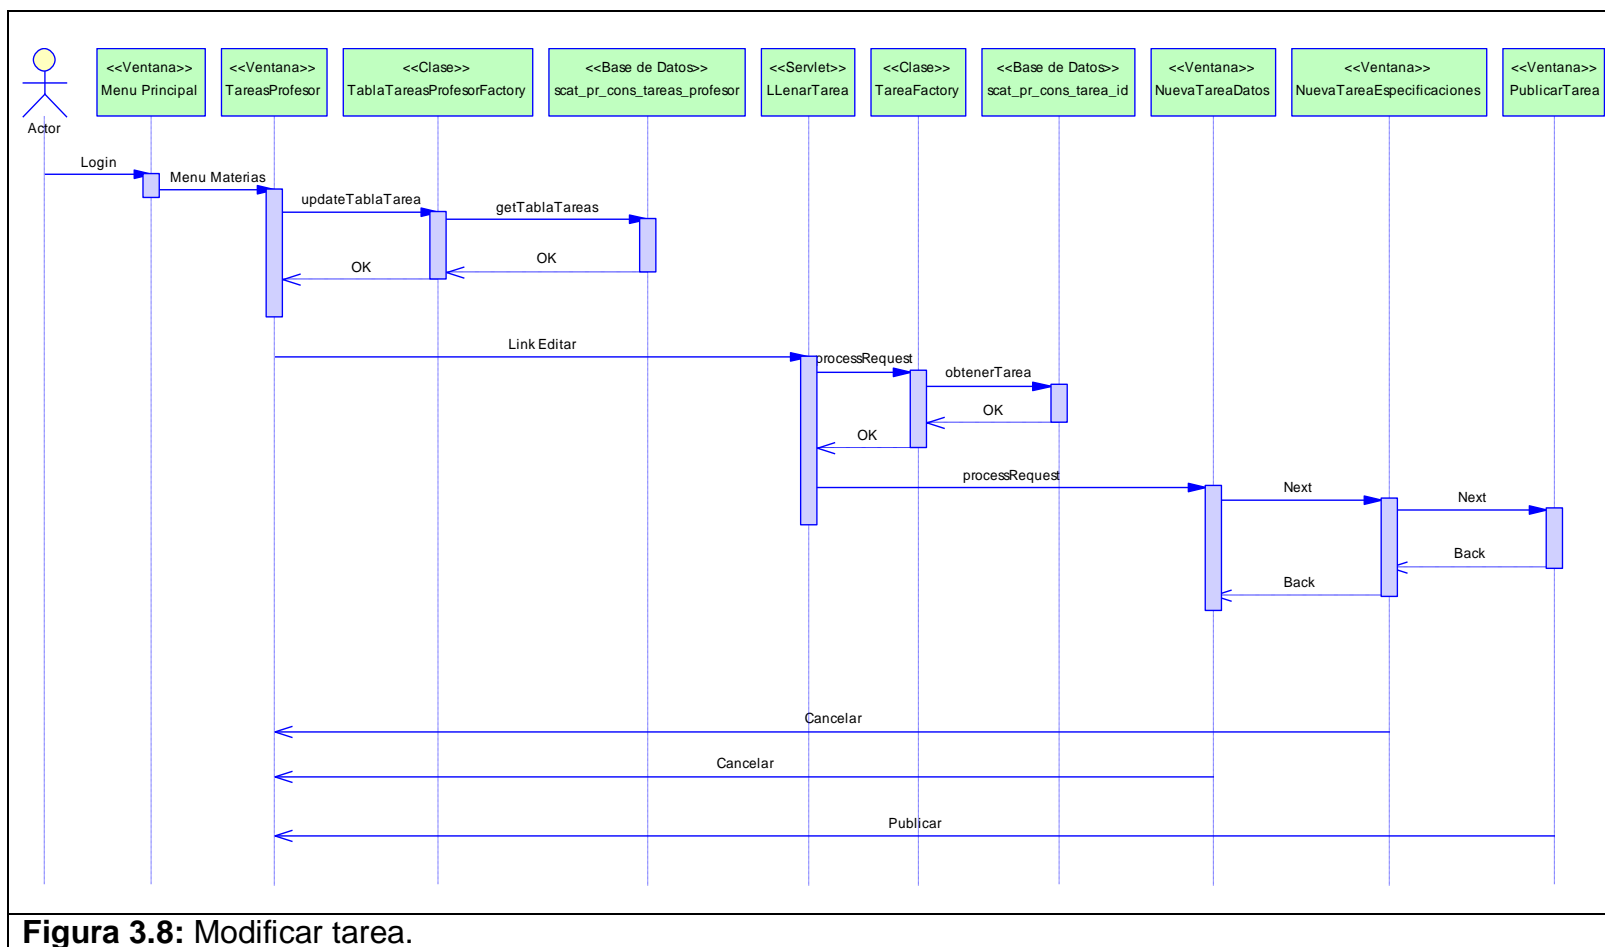 <<Ventana>>
Menu Principal
<<Ventana>>
TareasProfesor
<<Clase>>
TablaTareasProfesorFactory
<<Base de Datos>>
scat_pr_cons_tareas_profesor
<<Servlet>>
LLenarTarea
<<Clase>>
TareaFactory
<<Base de Datos>>
scat_pr_cons_tarea_id
<<Ventana>>
NuevaTareaDatos
<<Ventana>>
NuevaTareaEspecificaciones
<<Ventana>>
PublicarTarea
Actor
Login
Menu Materias
updateTablaTarea
getTablaTareas
OK
OK
Link Editar
processRequest
obtenerTarea
OK
OK
processRequest
Next
Next
Back
Back
Cancelar
Cancelar
Publicar
Figura 3.8: Modificar tarea.